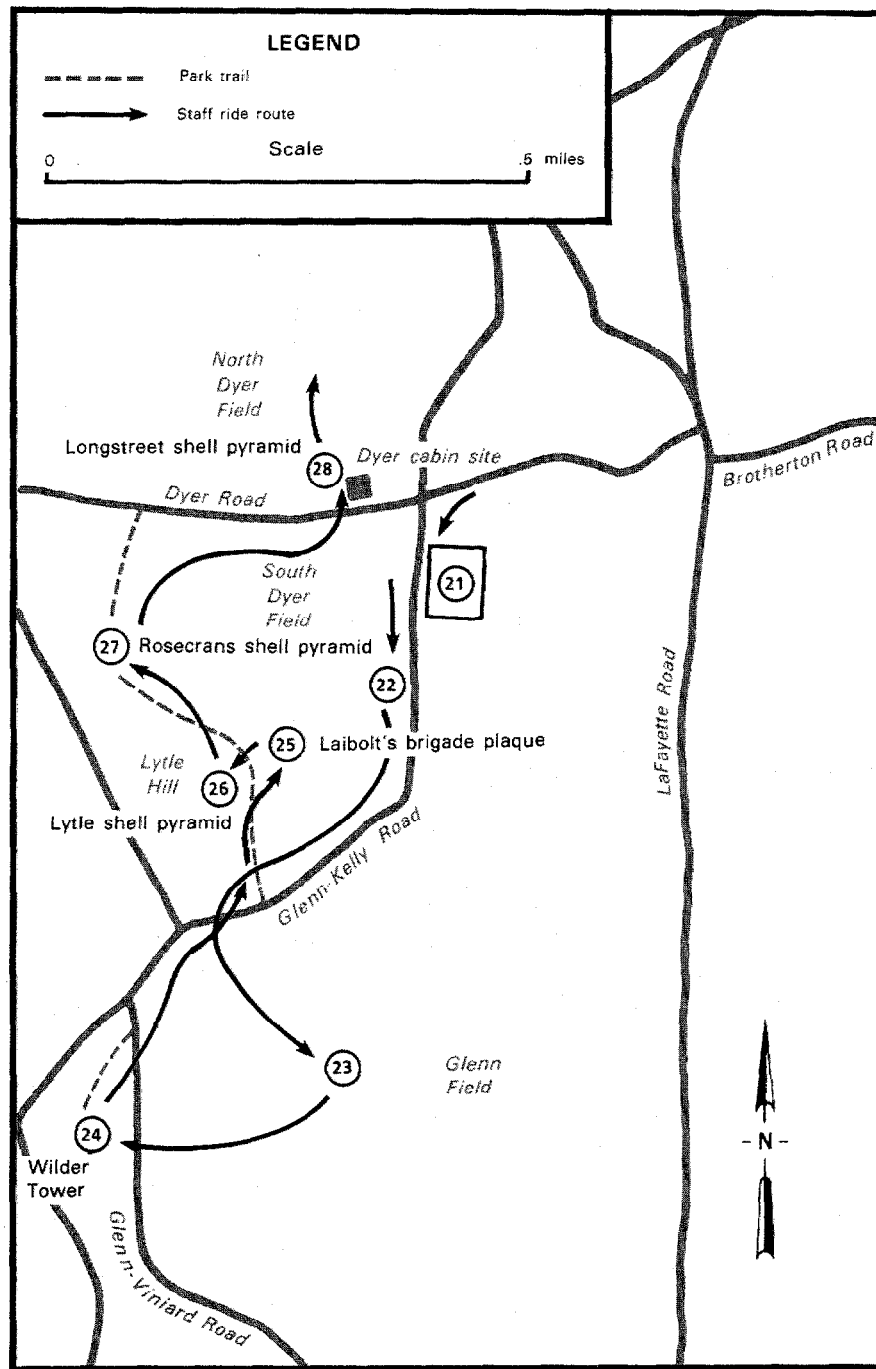 LEGEND
Park trail
Staff ride route
Scale
0 .5 miles
North
Dyer
Field
Longstreet shell pyramid
28
Dyer cabin site
Brotherton Road
Dyer Road
21
South
Dyer
Field
27
Rosecrans shell pyramid
22
LaFayette Road
25
Laibolt's brigade plaque
Lytle
Hill
26
Lytle shell pyramid
Glenn-Kelly Road
23
Glenn
Field
24
Wilder
Tower
- N -
Glenn-Viniard Road